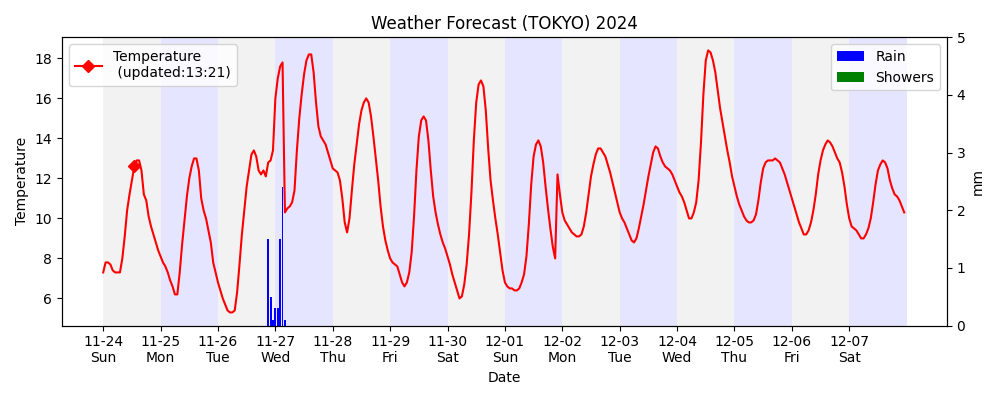 Weather Forecast (TOKYO) 2024
Temperature
(updated:13:21)
Rain
Showers
Temperature
18
16
14
12
10
8
6
5
4
3
2
1
0
mm
11-24 11-25 11-26 11-27 11-28 11-29 11-30 12-01 12-02 12-03 12-04 12-05 12-06 12-07
Sun Mon Tue Wed Thu Fri Sat Sun Mon Tue Wed Thu Fri Sat
Date